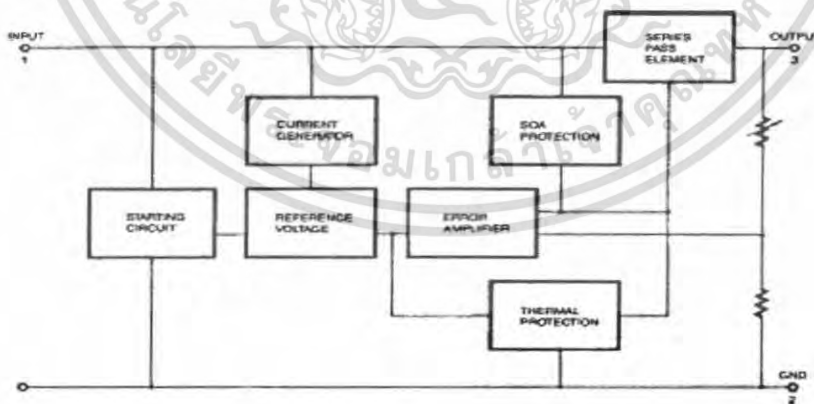 INPUT
1
SERIES
PASS
ELEMENT
OUTPUT
3
CURRENT
GENERATOR
SOA
PROTECTION
STARTING
CIRCUIT
REFERENCE
VOLTAGE
ERROR
AMPLIFIER
THERMAL
PROTECTION
GND
2